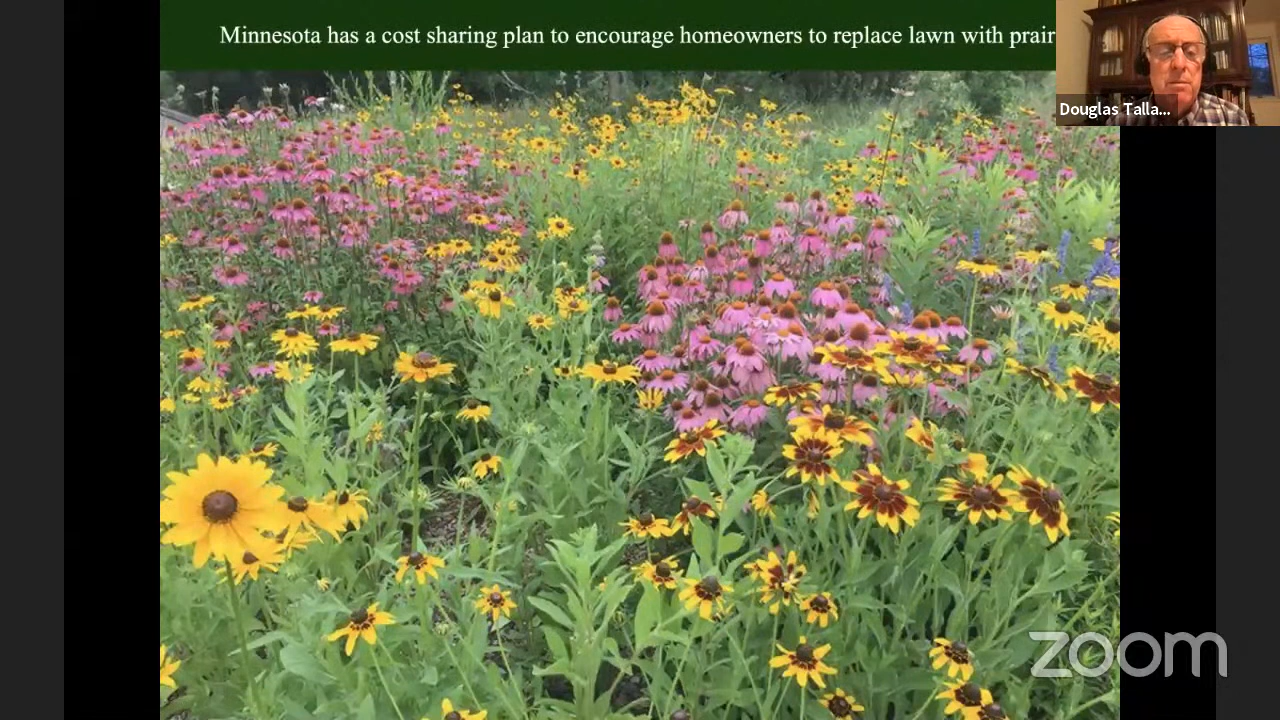 Minnesota has a cost sharing plan to encourage homeowners to replace lawn with prair
Douglas Talla...
zoom